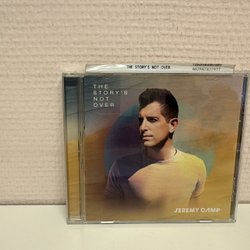 THE STORY'S NOT OVER
THE
STORY'S
NOT
OVER
JEREMY CAMP